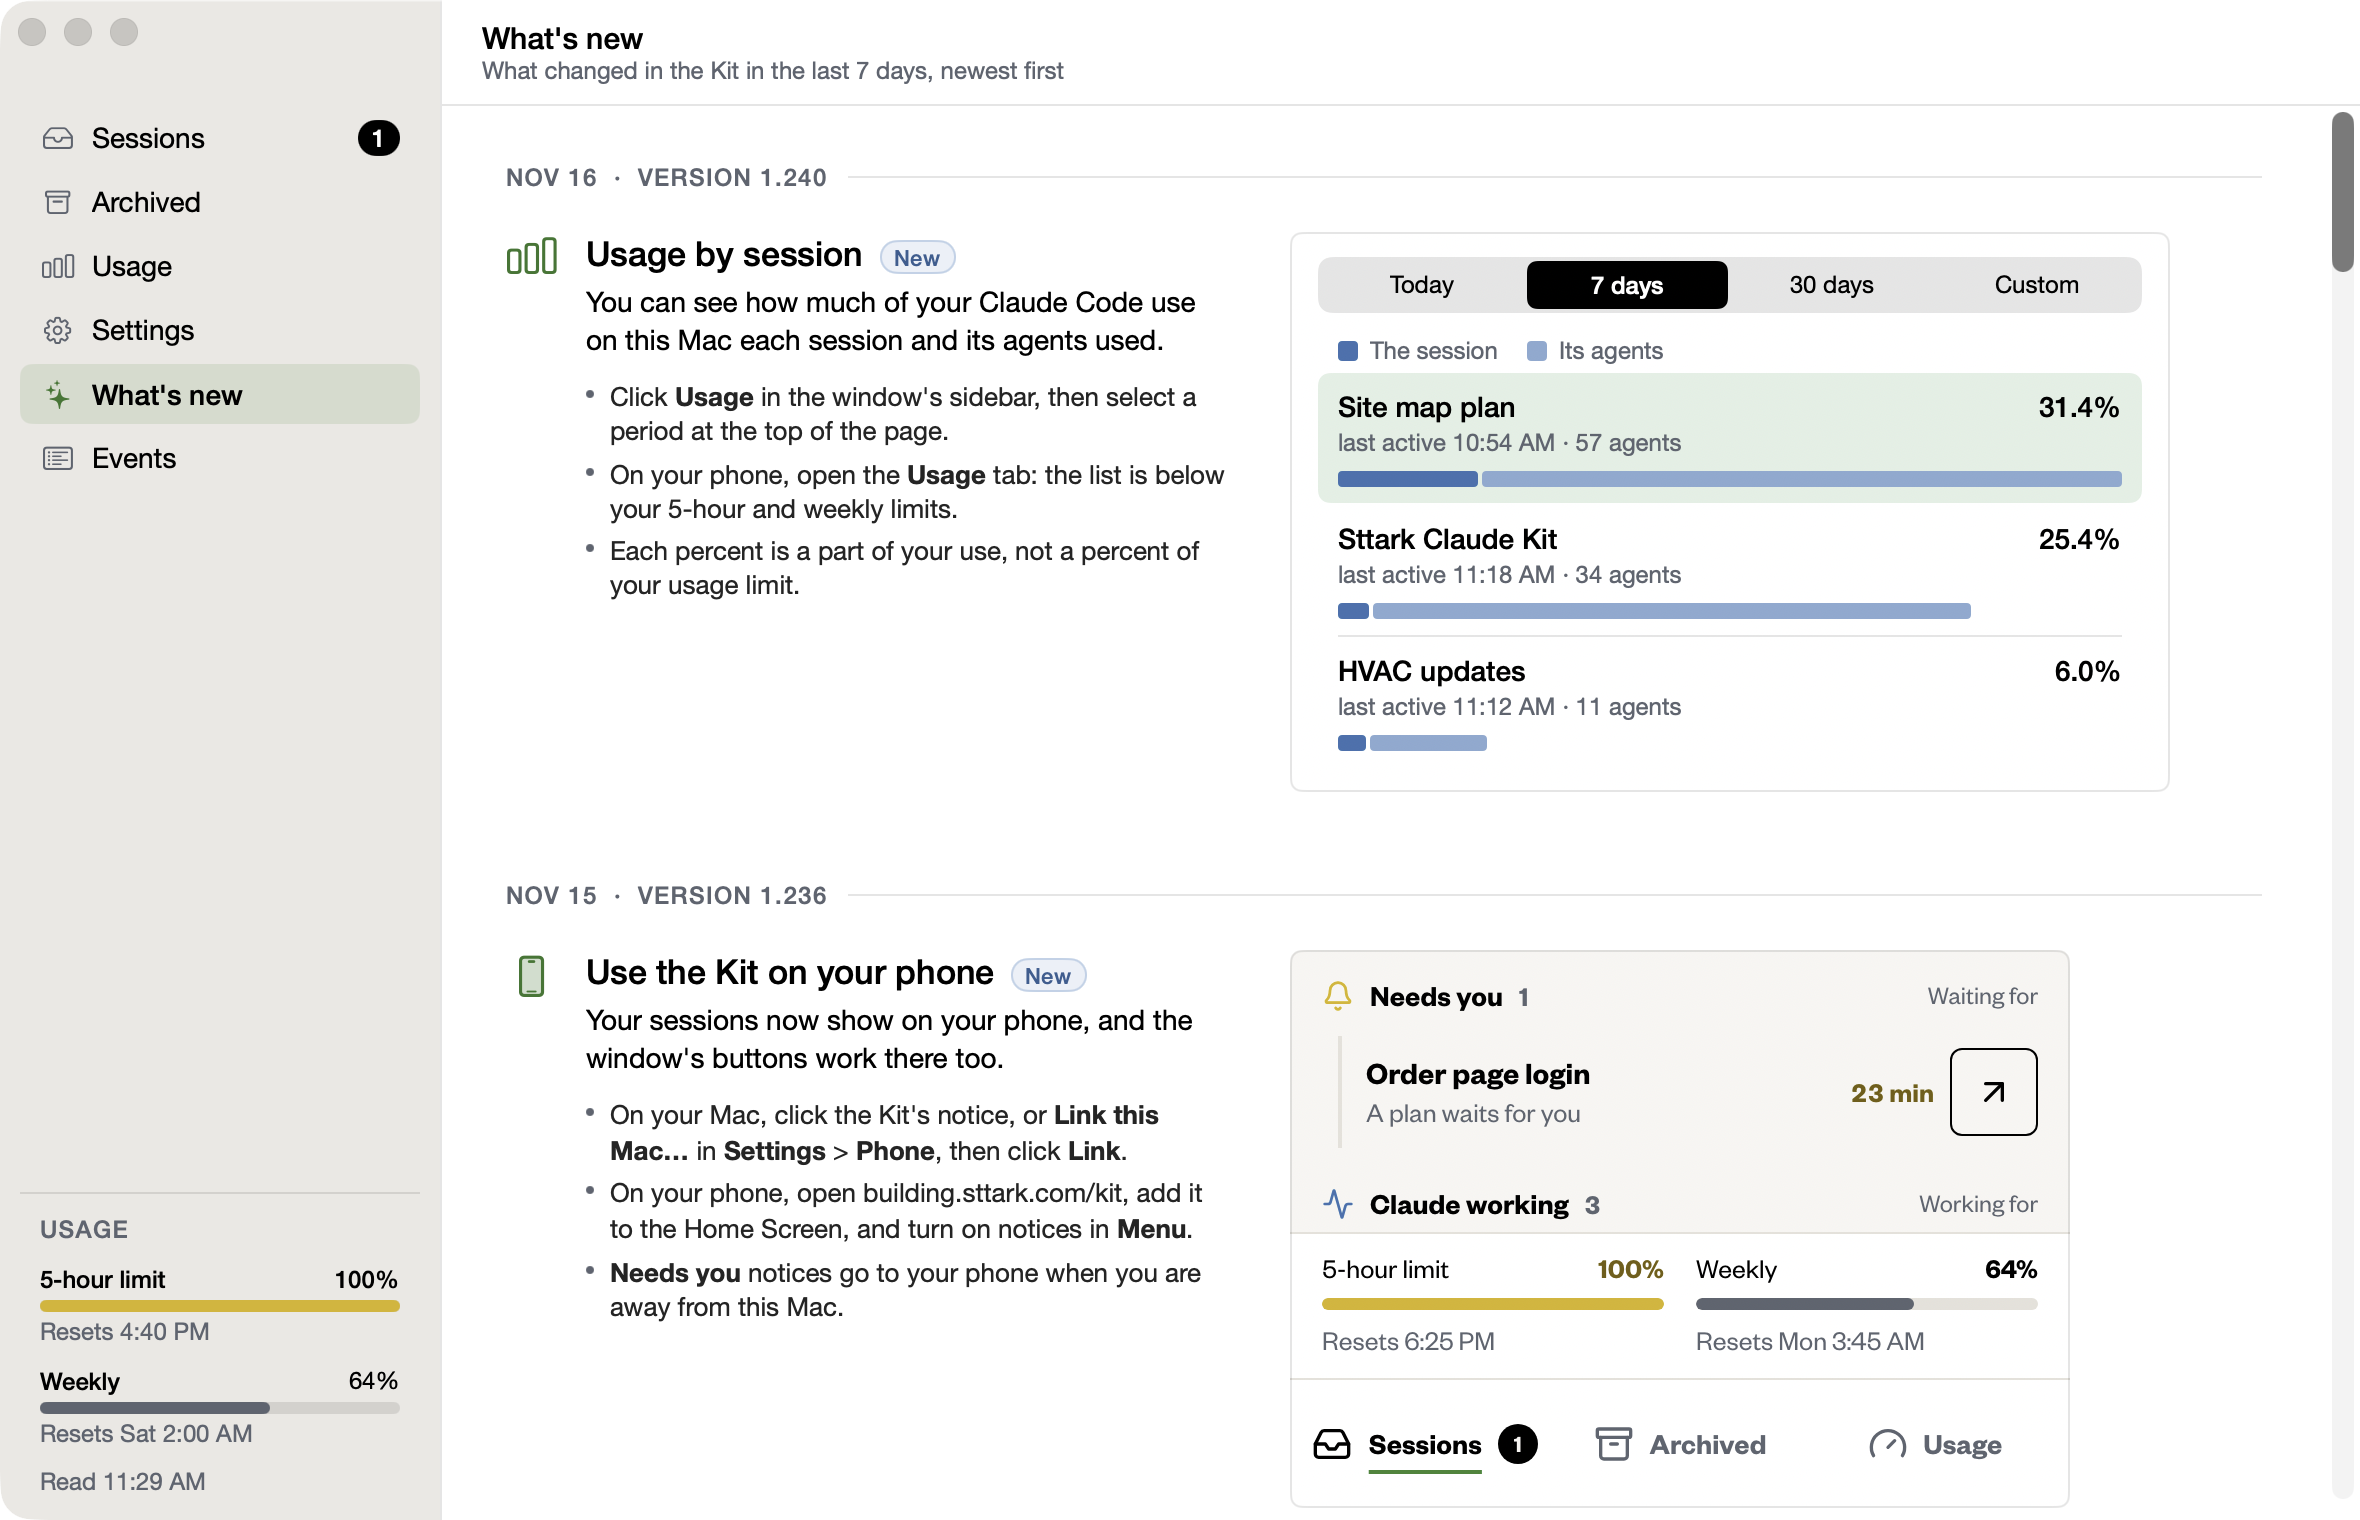 Sessions 1
Archived
Usage
Settings
What's new
Events
USAGE
5-hour limit 100%
Resets 4:40 PM
Weekly 64%
Resets Sat 2:00 AM
Read 11:29 AM
What's new
What changed in the Kit in the last 7 days, newest first
NOV 16 · VERSION 1.240
Usage by session New
You can see how much of your Claude Code use
on this Mac each session and its agents used.
• Click Usage in the window's sidebar, then select a
period at the top of the page.
• On your phone, open the Usage tab: the list is below
your 5-hour and weekly limits.
• Each percent is a part of your use, not a percent of
your usage limit.
Today 7 days 30 days Custom
The session Its agents
Site map plan 31.4%
last active 10:54 AM · 57 agents
Sttark Claude Kit 25.4%
last active 11:18 AM · 34 agents
HVAC updates 6.0%
last active 11:12 AM · 11 agents
NOV 15 · VERSION 1.236
Use the Kit on your phone New
Your sessions now show on your phone, and the
window's buttons work there too.
• On your Mac, click the Kit's notice, or Link this
Mac... in Settings > Phone, then click Link.
• On your phone, open building.sttark.com/kit, add it
to the Home Screen, and turn on notices in Menu.
• Needs you notices go to your phone when you are
away from this Mac.
Needs you 1 Waiting for
Order page login
A plan waits for you
23 min
Claude working 3 Working for
5-hour limit 100% Weekly 64%
Resets 6:25 PM Resets Mon 3:45 AM
Sessions 1 Archived Usage